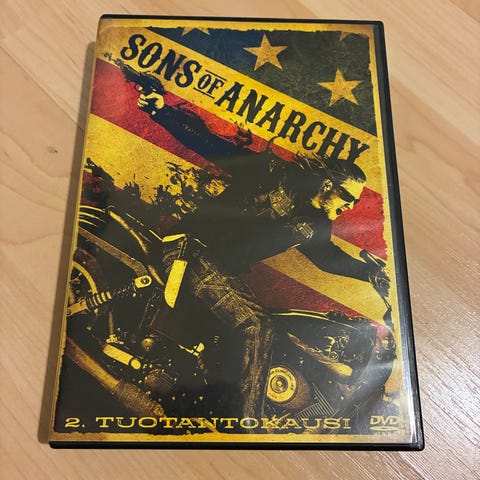 SONS OF ANARCHY
2. TUOTANTOKAUSI
DVD